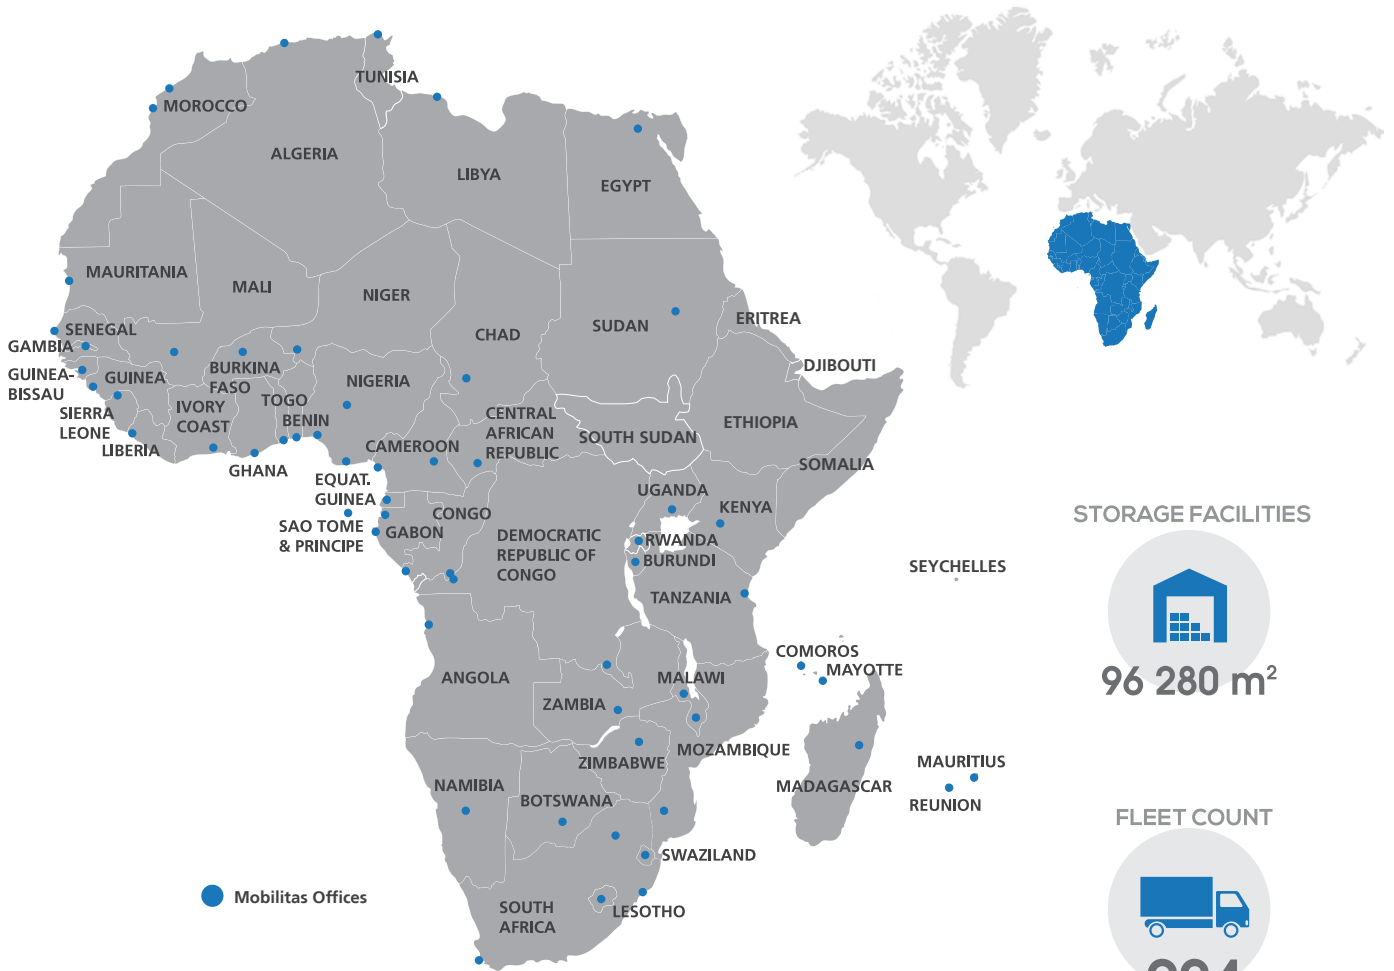 TUNISIA
MOROCCO
ALGERIA
LIBYA
EGYPT
MAURITANIA
MALI
NIGER
CHAD
SUDAN
ERITREA
SENEGAL
GAMBIA
GUINEA-
BISSAU
GUINEA
BURKINA
FASO
NIGERIA
DJIBOUTI
SIERRA
LEONE
IVORY
COAST
TOGO
BENIN
LIBERIA
GHANA
CAMEROON
CENTRAL
AFRICAN
REPUBLIC
SOUTH SUDAN
ETHIOPIA
SOMALIA
EQUAT.
GUINEA
SAO TOME
& PRINCIPE
GABON
CONGO
DEMOCRATIC
REPUBLIC OF
CONGO
UGANDA
KENYA
RWANDA
BURUNDI
TANZANIA
SEYCHELLES
COMOROS
MAYOTTE
ANGOLA
ZAMBIA
MALAWI
MOZAMBIQUE
ZIMBABWE
MADAGASCAR
MAURITIUS
REUNION
NAMIBIA
BOTSWANA
SWAZILAND
LESOTHO
SOUTH
AFRICA
Mobilitas Offices
STORAGE FACILITIES
96 280 m²
FLEET COUNT